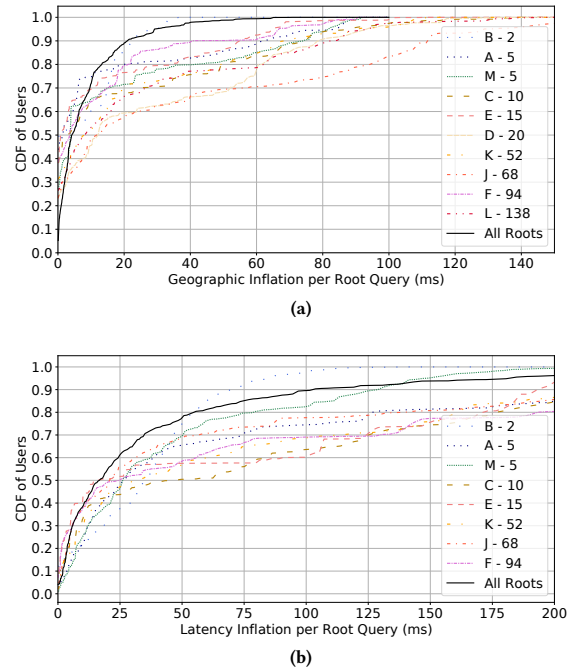 1.0
0.9
0.8
0.7
0.6
0.5
0.4
0.3
0.2
0.1
0.0
CDF of Users
B - 2
A - 5
M - 5
C - 10
E - 15
D - 20
K - 52
J - 68
F - 94
L - 138
All Roots
0 20 40 60 80 100 120 140
Geographic Inflation per Root Query (ms)
(a)
1.0
0.9
0.8
0.7
0.6
0.5
0.4
0.3
0.2
0.1
0.0
CDF of Users
B - 2
A - 5
M - 5
C - 10
E - 15
K - 52
J - 68
F - 94
All Roots
0 25 50 75 100 125 150 175 200
Latency Inflation per Root Query (ms)
(b)